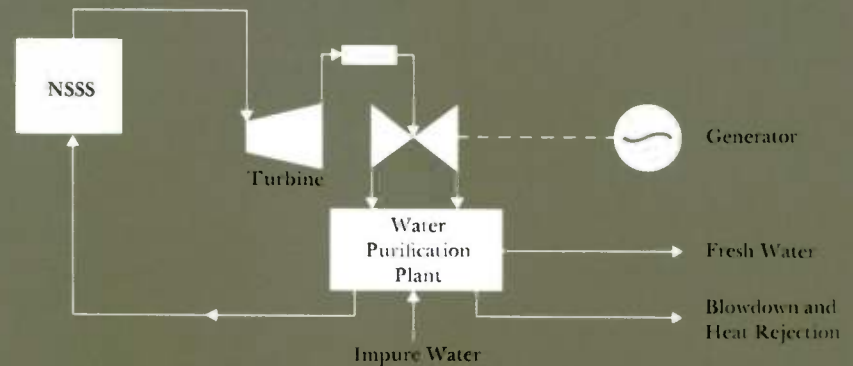 NSSS
Turbine
Generator
Water
Purification
Plant
Fresh Water
Blowdown and
Heat Rejection
Impure Water